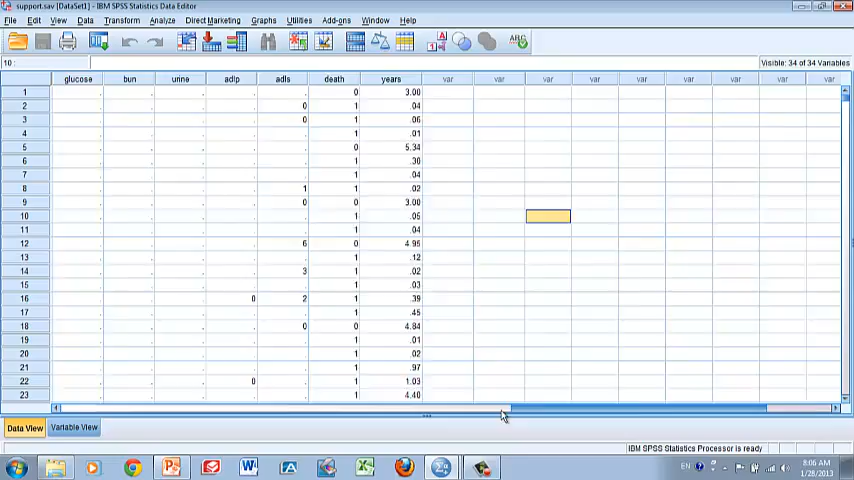 support.sav [DataSet1] - IBM SPSS Statistics Data Editor
File Edit View Data Transform Analyze Direct Marketing Graphs Utilities Add-ons Window Help
10 :
Visible: 34 of 34 Variables
glucose bun urine adlp adls death years var var var var var var var var var
1 . . . . . 0 3.00
2 . . . . 0 1 .04
3 . . . . 0 1 .06
4 . . . . . 1 .01
5 . . . . . 0 5.34
6 . . . . . 1 .30
7 . . . . . 1 .04
8 . . . . 1 1 .02
9 . . . . 0 0 3.00
10 . . . . . 1 .05
11 . . . . . 1 .04
12 . . . . 6 0 4.95
13 . . . . . 1 .12
14 . . . . 3 1 .02
15 . . . . . 1 .03
16 . . . 0 2 1 .39
17 . . . . . 1 .45
18 . . . . 0 0 4.84
19 . . . . . 1 .01
20 . . . . . 1 .02
21 . . . . . 1 .97
22 . . . 0 . 1 1.03
23 . . . . . 1 4.40
Data View Variable View
IBM SPSS Statistics Processor is ready
EN
8:06 AM
1/28/2013